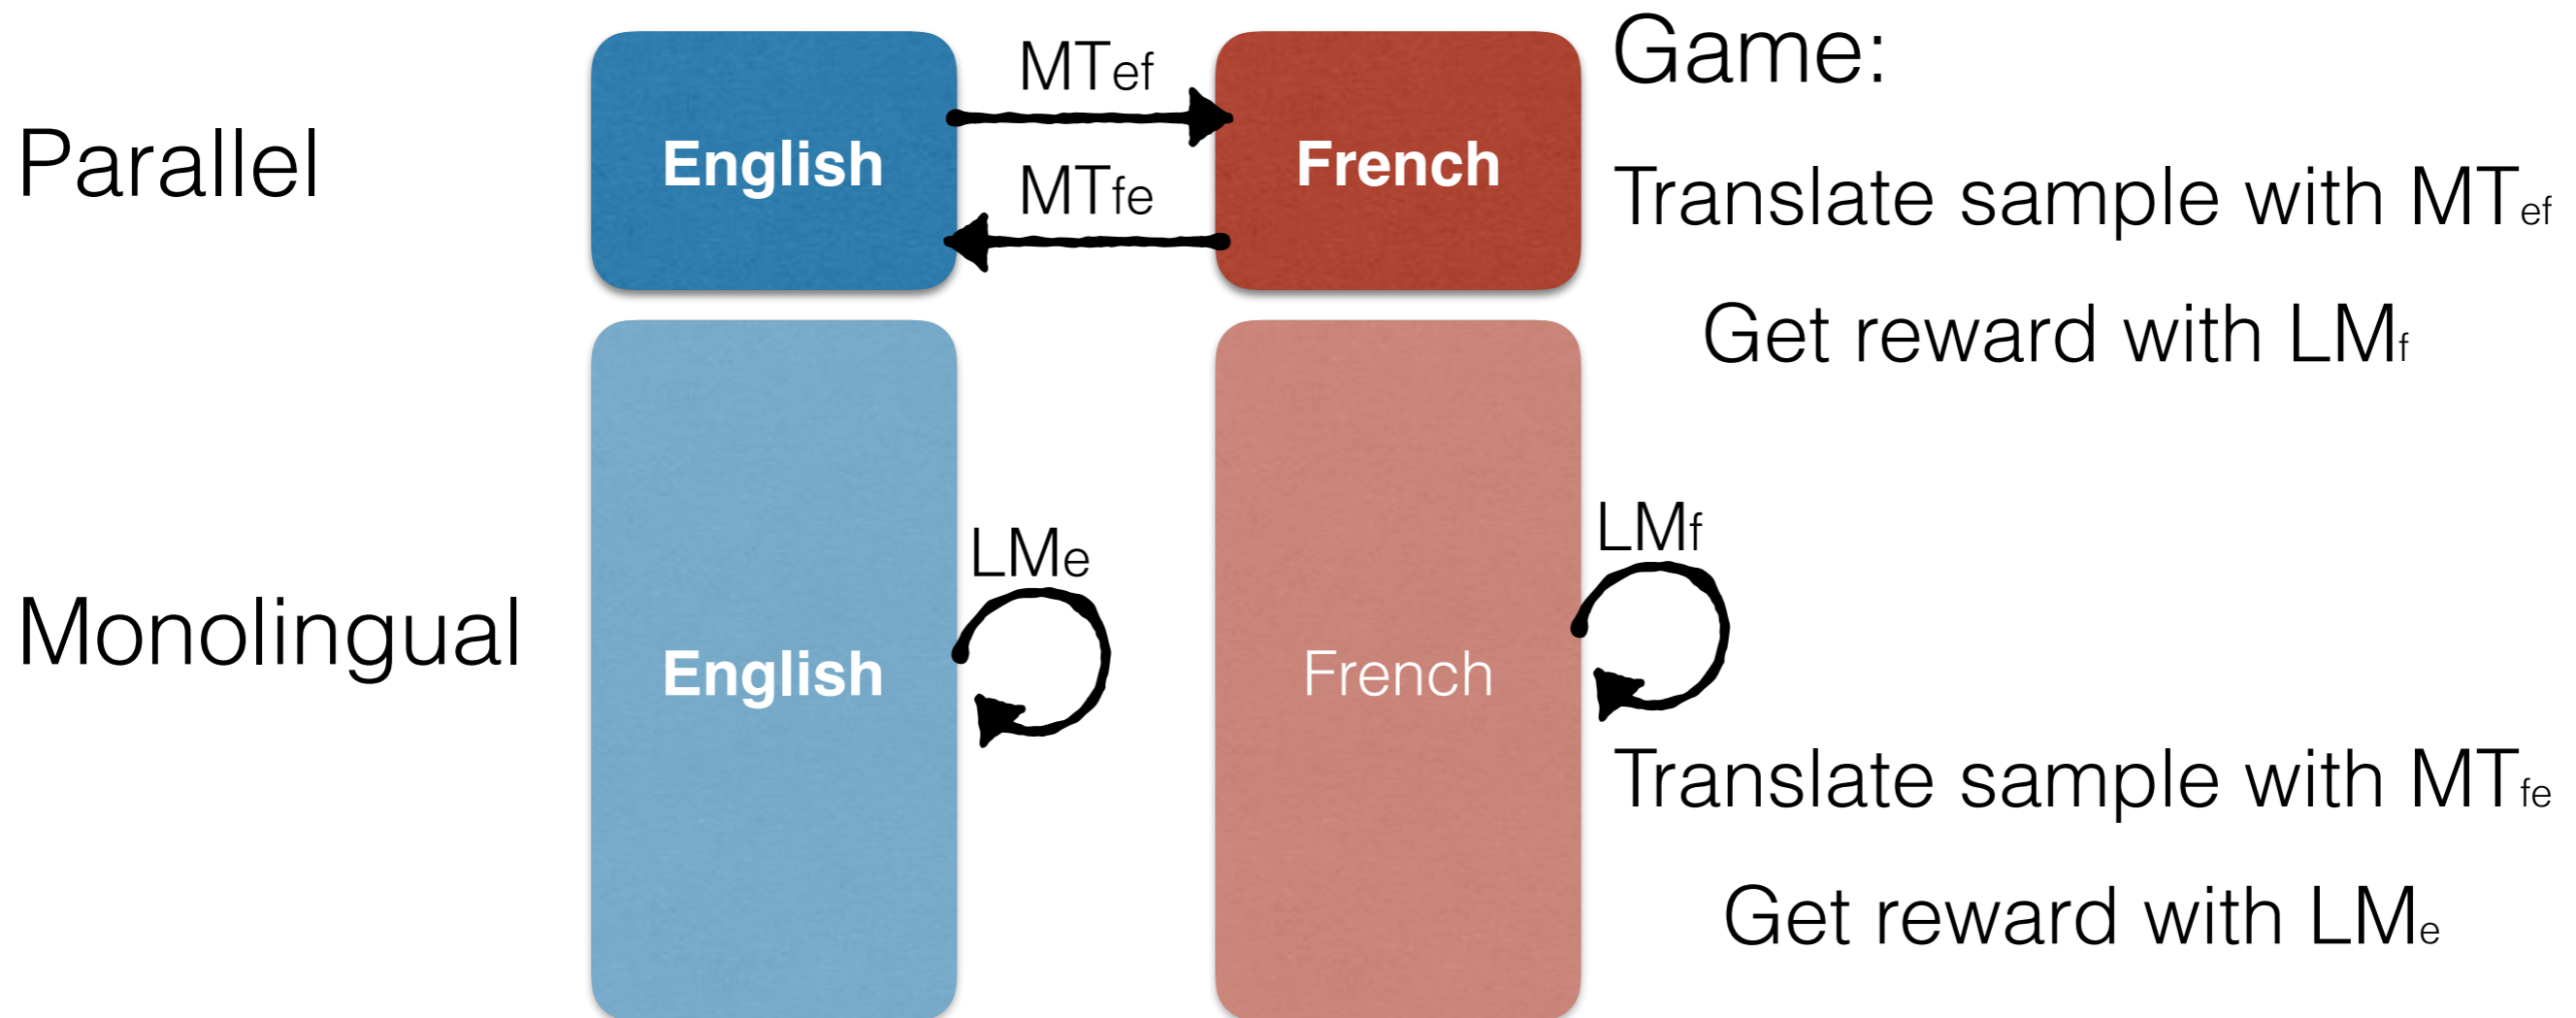 Parallel
English
MTef
MTfe
French
Game:
Translate sample with MTef
Get reward with LMf
Monolingual
English
LMe
French
LMf
Translate sample with MTfe
Get reward with LMe